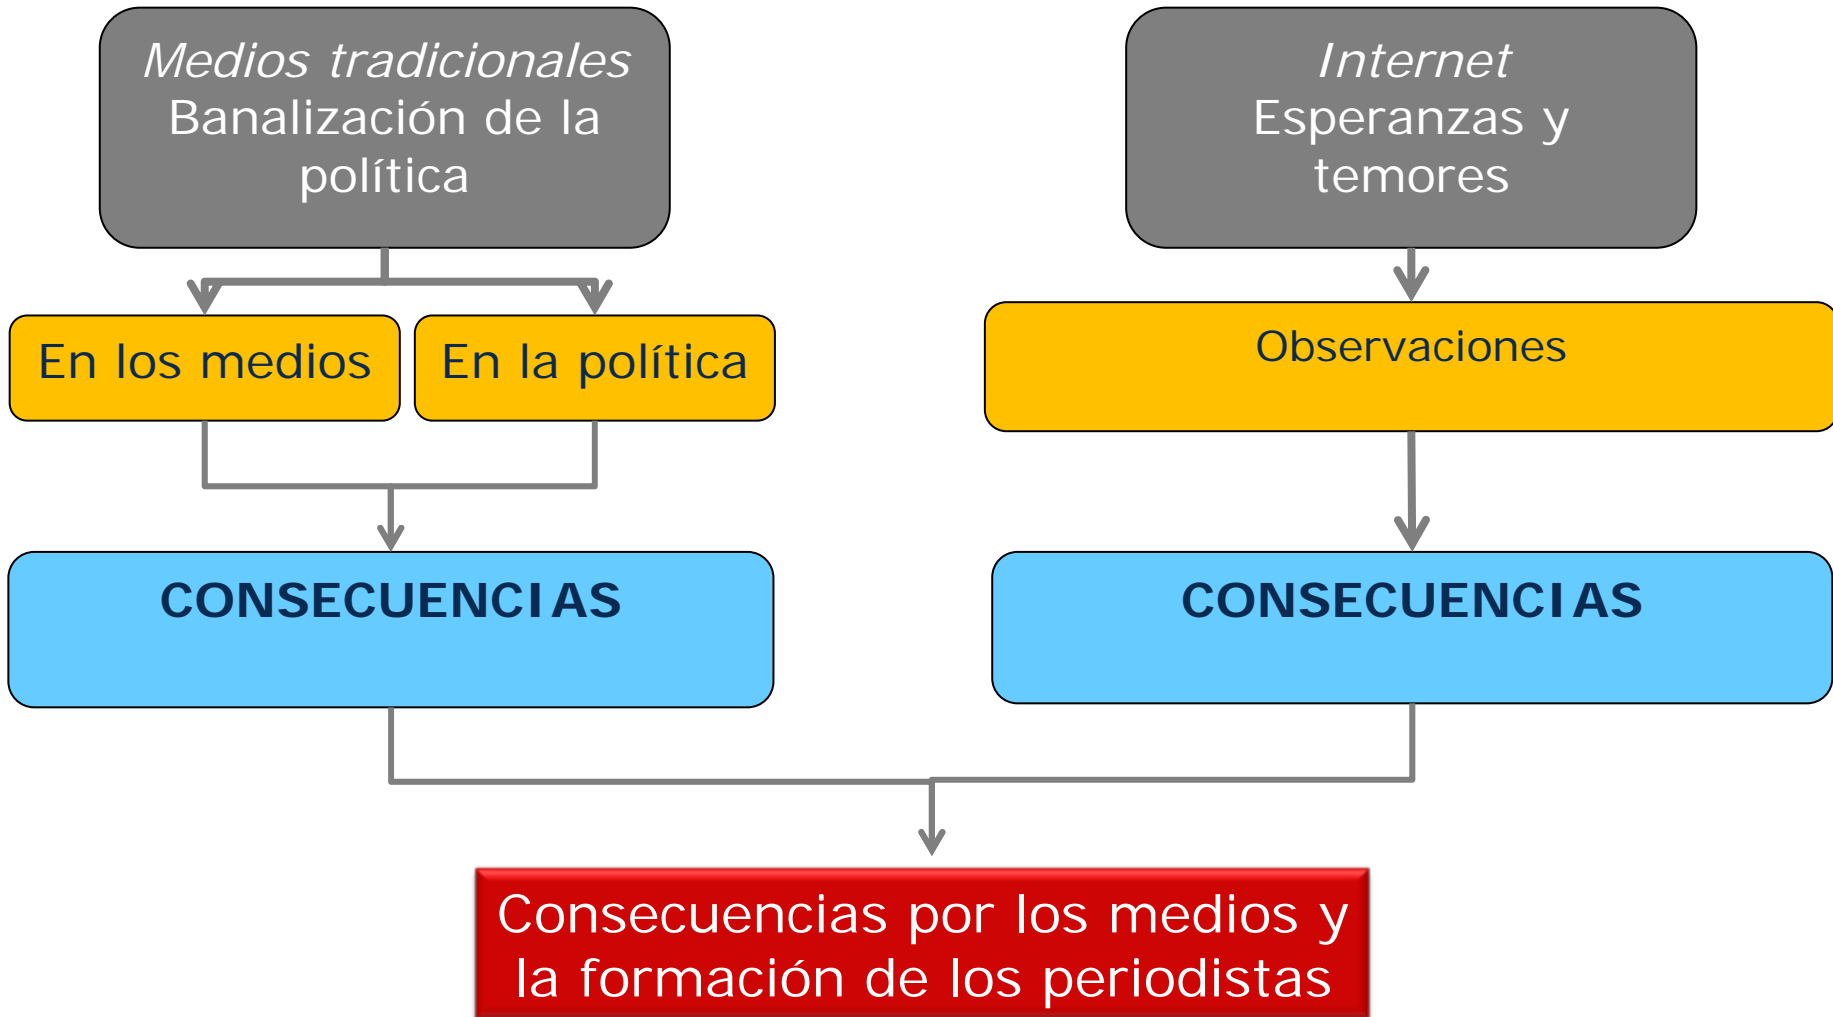 Medios tradicionales
Banalización de la
política
Internet
Esperanzas y
temores
En los medios
En la política
Observaciones
CONSECUENCIAS
CONSECUENCIAS
Consecuencias por los medios y
la formación de los periodistas